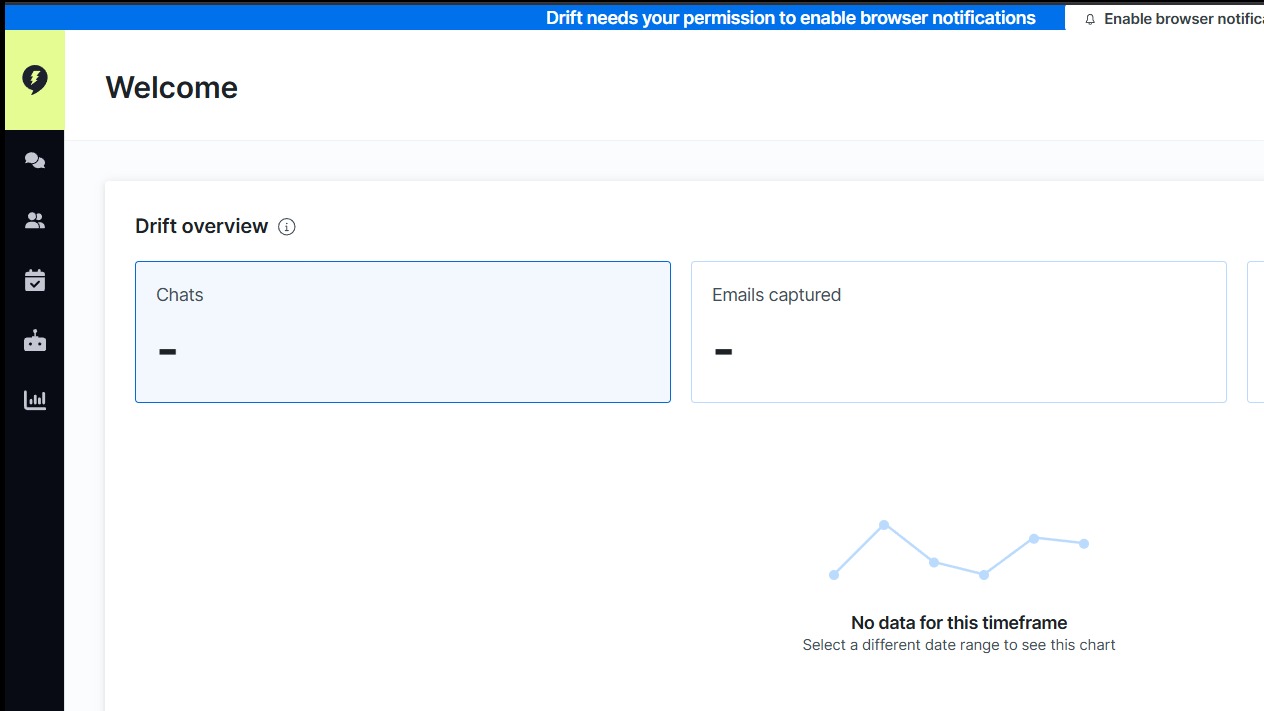 Drift needs your permission to enable browser notifications
Enable browser notifica
Welcome
Drift overview
Chats
Emails captured
-
-
No data for this timeframe
Select a different date range to see this chart